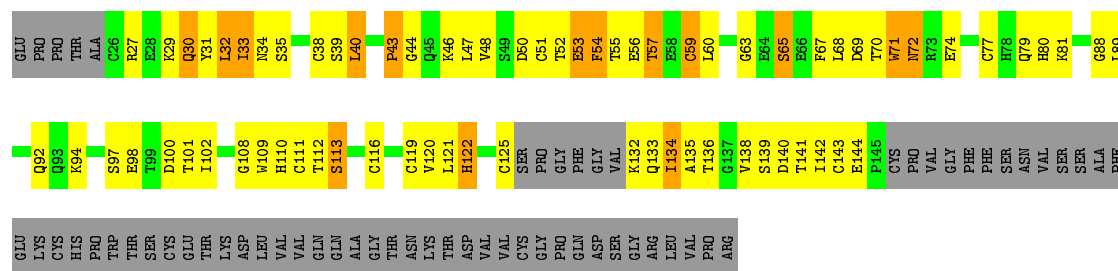 GLU PRO PRO THR ALA C26 R27 E28 K29 Q30 Y31 L32 I33 N34 S35 C38 S39 L40 P43 G44 Q45 K46 L47 V48 S49 D50 C51 T52 E53 F54 T55 E56 T57 E58 C59 L60 G63 E64 S65 E66 F67 L68 D69 T70 W71 N72 R73 E74 C77 H78 Q79 H80 K81 G88 L89
Q92 Q93 K94 S97 E98 T99 D100 T101 I102 G108 W109 H110 C111 T112 S113 C116 C119 V120 L121 H122 C125 SER PRO GLY PHE GLY VAL K132 Q133 I134 A135 T136 G137 V138 S139 D140 T141 I142 C143 E144 P145 CYS PRO VAL GLY PHE PHE SER ASN VAL SER SER ALA PHE
GLU LYS CYS HIS PRO TRP THR SER CYS GLU THR LYS ASP LEU VAL VAL GLN GLN ALA GLY THR ASN LYS THR ASP VAL VAL CYS GLY PRO GLN ASP SER GLY ARG LEU VAL PRO ARG